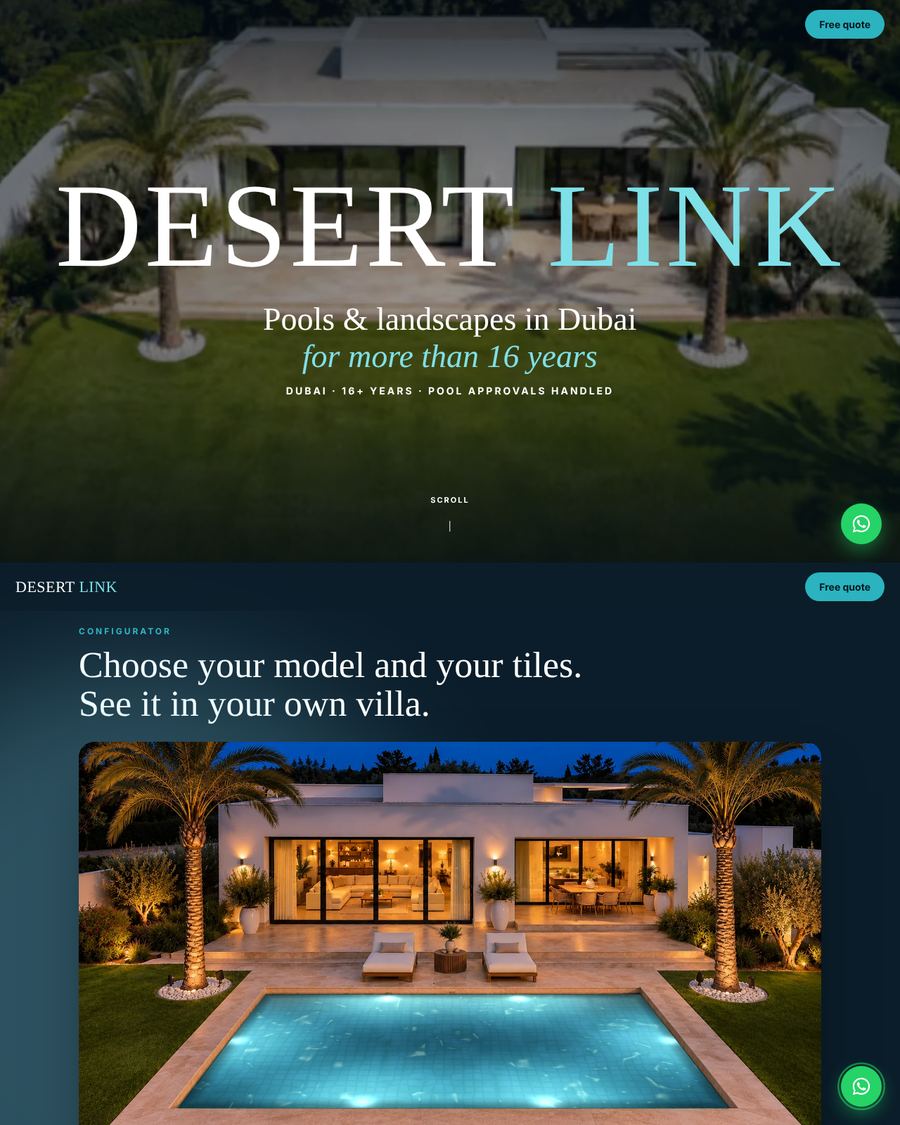 Free quote
DESERT LINK
Pools & landscapes in Dubai
for more than 16 years
DUBAI · 16+ YEARS · POOL APPROVALS HANDLED
SCROLL
DESERT LINK
Free quote
CONFIGURATOR
Choose your model and your tiles.
See it in your own villa.